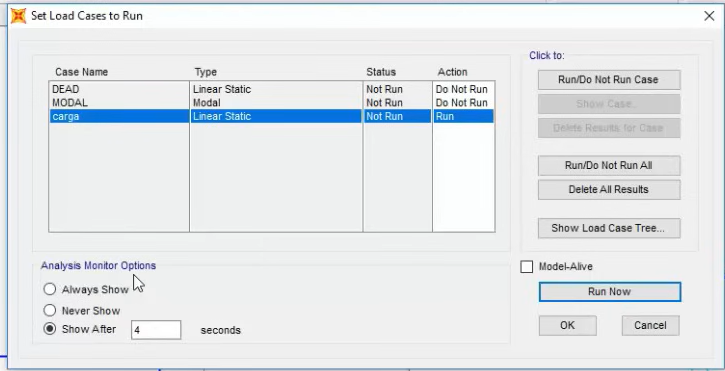 Set Load Cases to Run
Click to:
Case Name Type Status Action
DEAD Linear Static Not Run Do Not Run
MODAL Modal Not Run Do Not Run
carga Linear Static Not Run Run
Run/Do Not Run Case
Show Case...
Delete Results for Case
Run/Do Not Run All
Delete All Results
Show Load Case Tree...
Analysis Monitor Options
Always Show
Never Show
Show After 4 seconds
Model-Alive
Run Now
OK Cancel